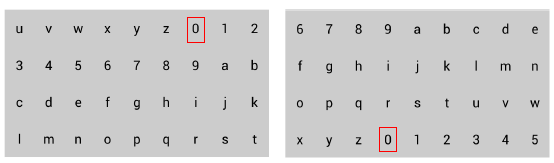 u v w x y z 0 1 2
3 4 5 6 7 8 9 a b
c d e f g h i j k
l m n o p q r s t
6 7 8 9 a b c d e
f g h i j k l m n
o p q r s t u v w
x y z 0 1 2 3 4 5